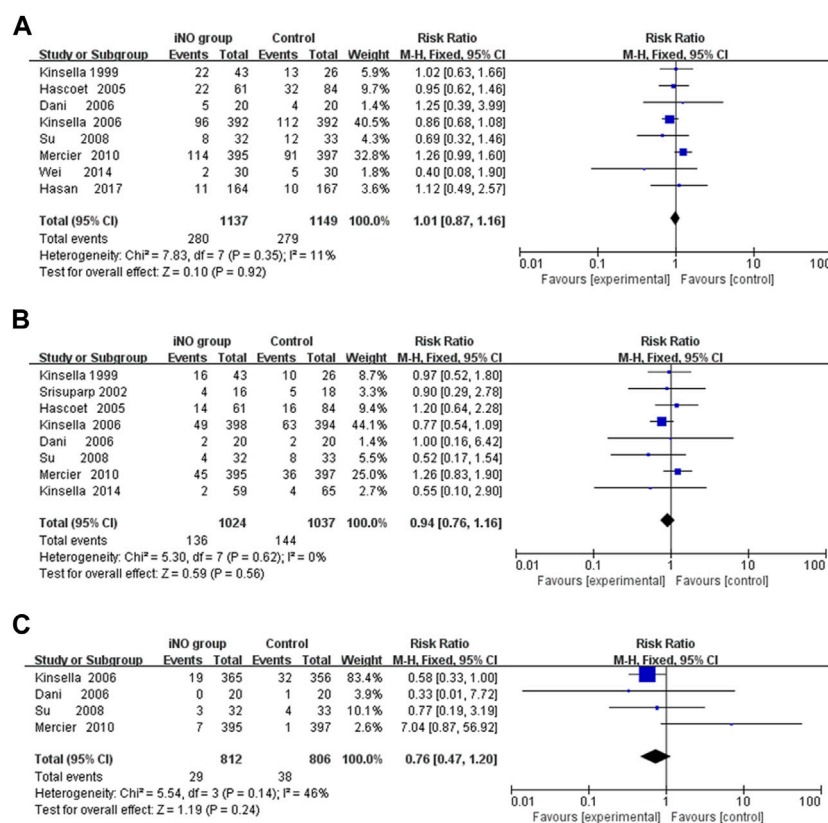 A
iNO group Control Risk Ratio Risk Ratio
Study or Subgroup Events Total Events Total Weight M-H, Fixed, 95% CI M-H, Fixed, 95% CI
Kinsella 1999 22 43 13 26 5.9% 1.02 [0.63, 1.66]
Hascoet 2005 22 61 32 84 9.4% 0.95 [0.62, 1.46]
Dani 2006 5 20 4 20 1.4% 1.25 [0.39, 3.99]
Kinsella 2006 96 392 112 392 40.5% 0.86 [0.68, 1.08]
Su 2008 8 32 12 33 4.3% 0.69 [0.32, 1.46]
Mercier 2010 114 395 91 397 32.8% 1.26 [0.99, 1.60]
Wei 2014 2 30 5 30 1.8% 0.40 [0.08, 1.90]
Hasan 2017 11 164 10 167 3.6% 1.12 [0.49, 2.57]
Total (95% CI) 1137 1149 100.0% 1.01 [0.87, 1.16]
Total events 280 279
Heterogeneity: Chi² = 7.83, df = 7 (P = 0.35); I² = 11%
Test for overall effect: Z = 0.10 (P = 0.92)
0.01 0.1 1 10 100
Favours [experimental] Favours [control]
B
iNO group Control Risk Ratio Risk Ratio
Study or Subgroup Events Total Events Total Weight M-H, Fixed, 95% CI M-H, Fixed, 95% CI
Kinsella 1999 16 43 10 26 8.7% 0.97 [0.52, 1.80]
Srisuparp 2002 4 16 5 18 3.3% 0.90 [0.29, 2.78]
Hascoet 2005 14 61 16 84 9.4% 1.20 [0.64, 2.28]
Kinsella 2006 49 398 63 394 44.1% 0.77 [0.54, 1.09]
Dani 2006 2 20 2 20 1.4% 1.00 [0.16, 6.42]
Su 2008 4 32 8 33 5.5% 0.52 [0.17, 1.54]
Mercier 2010 45 395 36 397 25.0% 1.26 [0.83, 1.90]
Kinsella 2014 2 59 4 65 2.7% 0.55 [0.10, 2.90]
Total (95% CI) 1024 1037 100.0% 0.94 [0.76, 1.16]
Total events 136 144
Heterogeneity: Chi² = 5.30, df = 7 (P = 0.62); I² = 0%
Test for overall effect: Z = 0.59 (P = 0.56)
0.01 0.1 1 10 100
Favours [experimental] Favours [control]
C
iNO group Control Risk Ratio Risk Ratio
Study or Subgroup Events Total Events Total Weight M-H, Fixed, 95% CI M-H, Fixed, 95% CI
Kinsella 2006 19 365 32 356 83.4% 0.58 [0.33, 1.00]
Dani 2006 0 20 1 20 3.9% 0.33 [0.01, 7.72]
Su 2008 3 32 4 33 10.1% 0.77 [0.19, 3.19]
Mercier 2010 7 395 1 397 2.6% 7.04 [0.87, 56.92]
Total (95% CI) 812 806 100.0% 0.76 [0.47, 1.20]
Total events 29 38
Heterogeneity: Chi² = 5.54, df = 3 (P = 0.14); I² = 46%
Test for overall effect: Z = 1.19 (P = 0.24)
0.01 0.1 1 10 100
Favours [experimental] Favours [control]